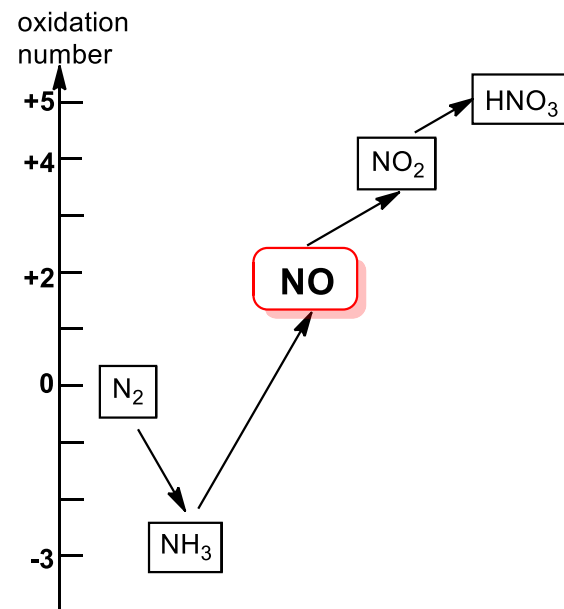 oxidation
number
+5
HNO₃
+4
NO₂
+2
NO
0
N₂
NH₃
-3